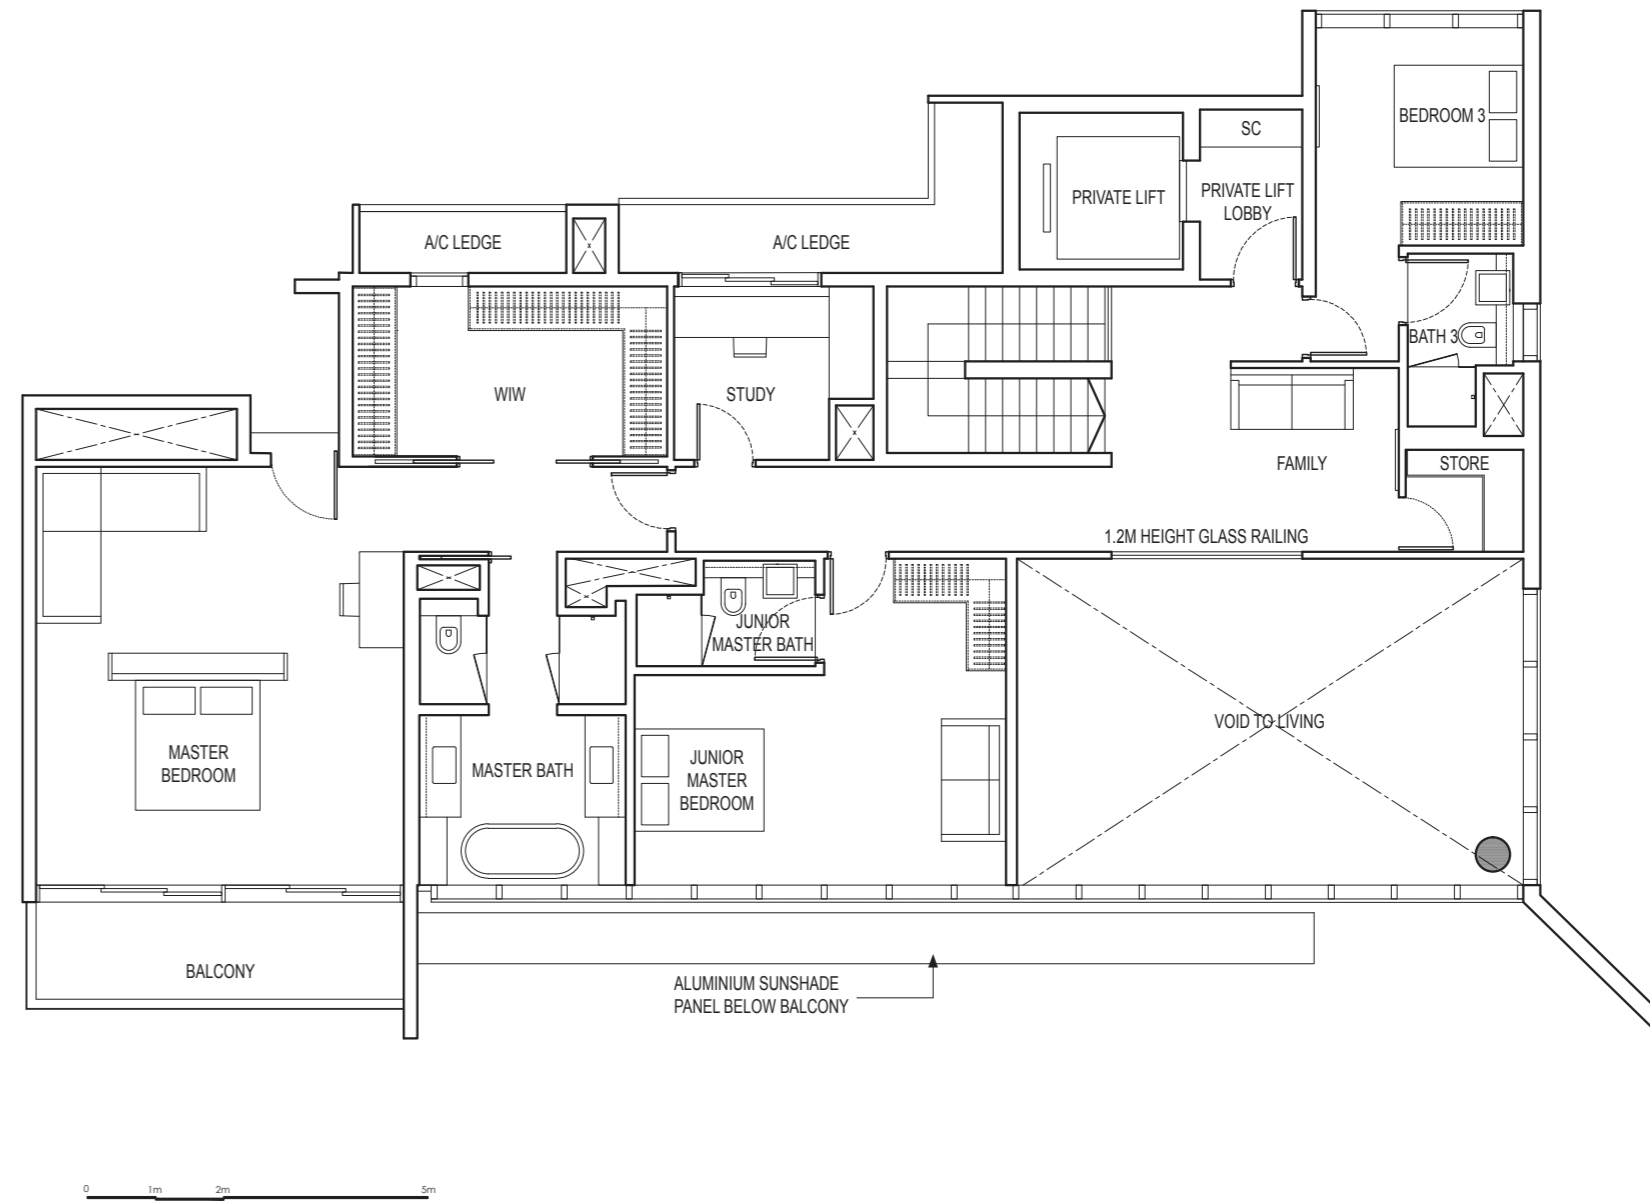 BEDROOM 3
SC
PRIVATE LIFT
PRIVATE LIFT
LOBBY
A/C LEDGE
A/C LEDGE
BATH 3
WIW
STUDY
FAMILY
STORE
1.2M HEIGHT GLASS RAILING
JUNIOR
MASTER BATH
VOID TO LIVING
MASTER
BEDROOM
MASTER BATH
JUNIOR
MASTER
BEDROOM
BALCONY
ALUMINIUM SUNSHADE
PANEL BELOW BALCONY
0 1m 2m 5m